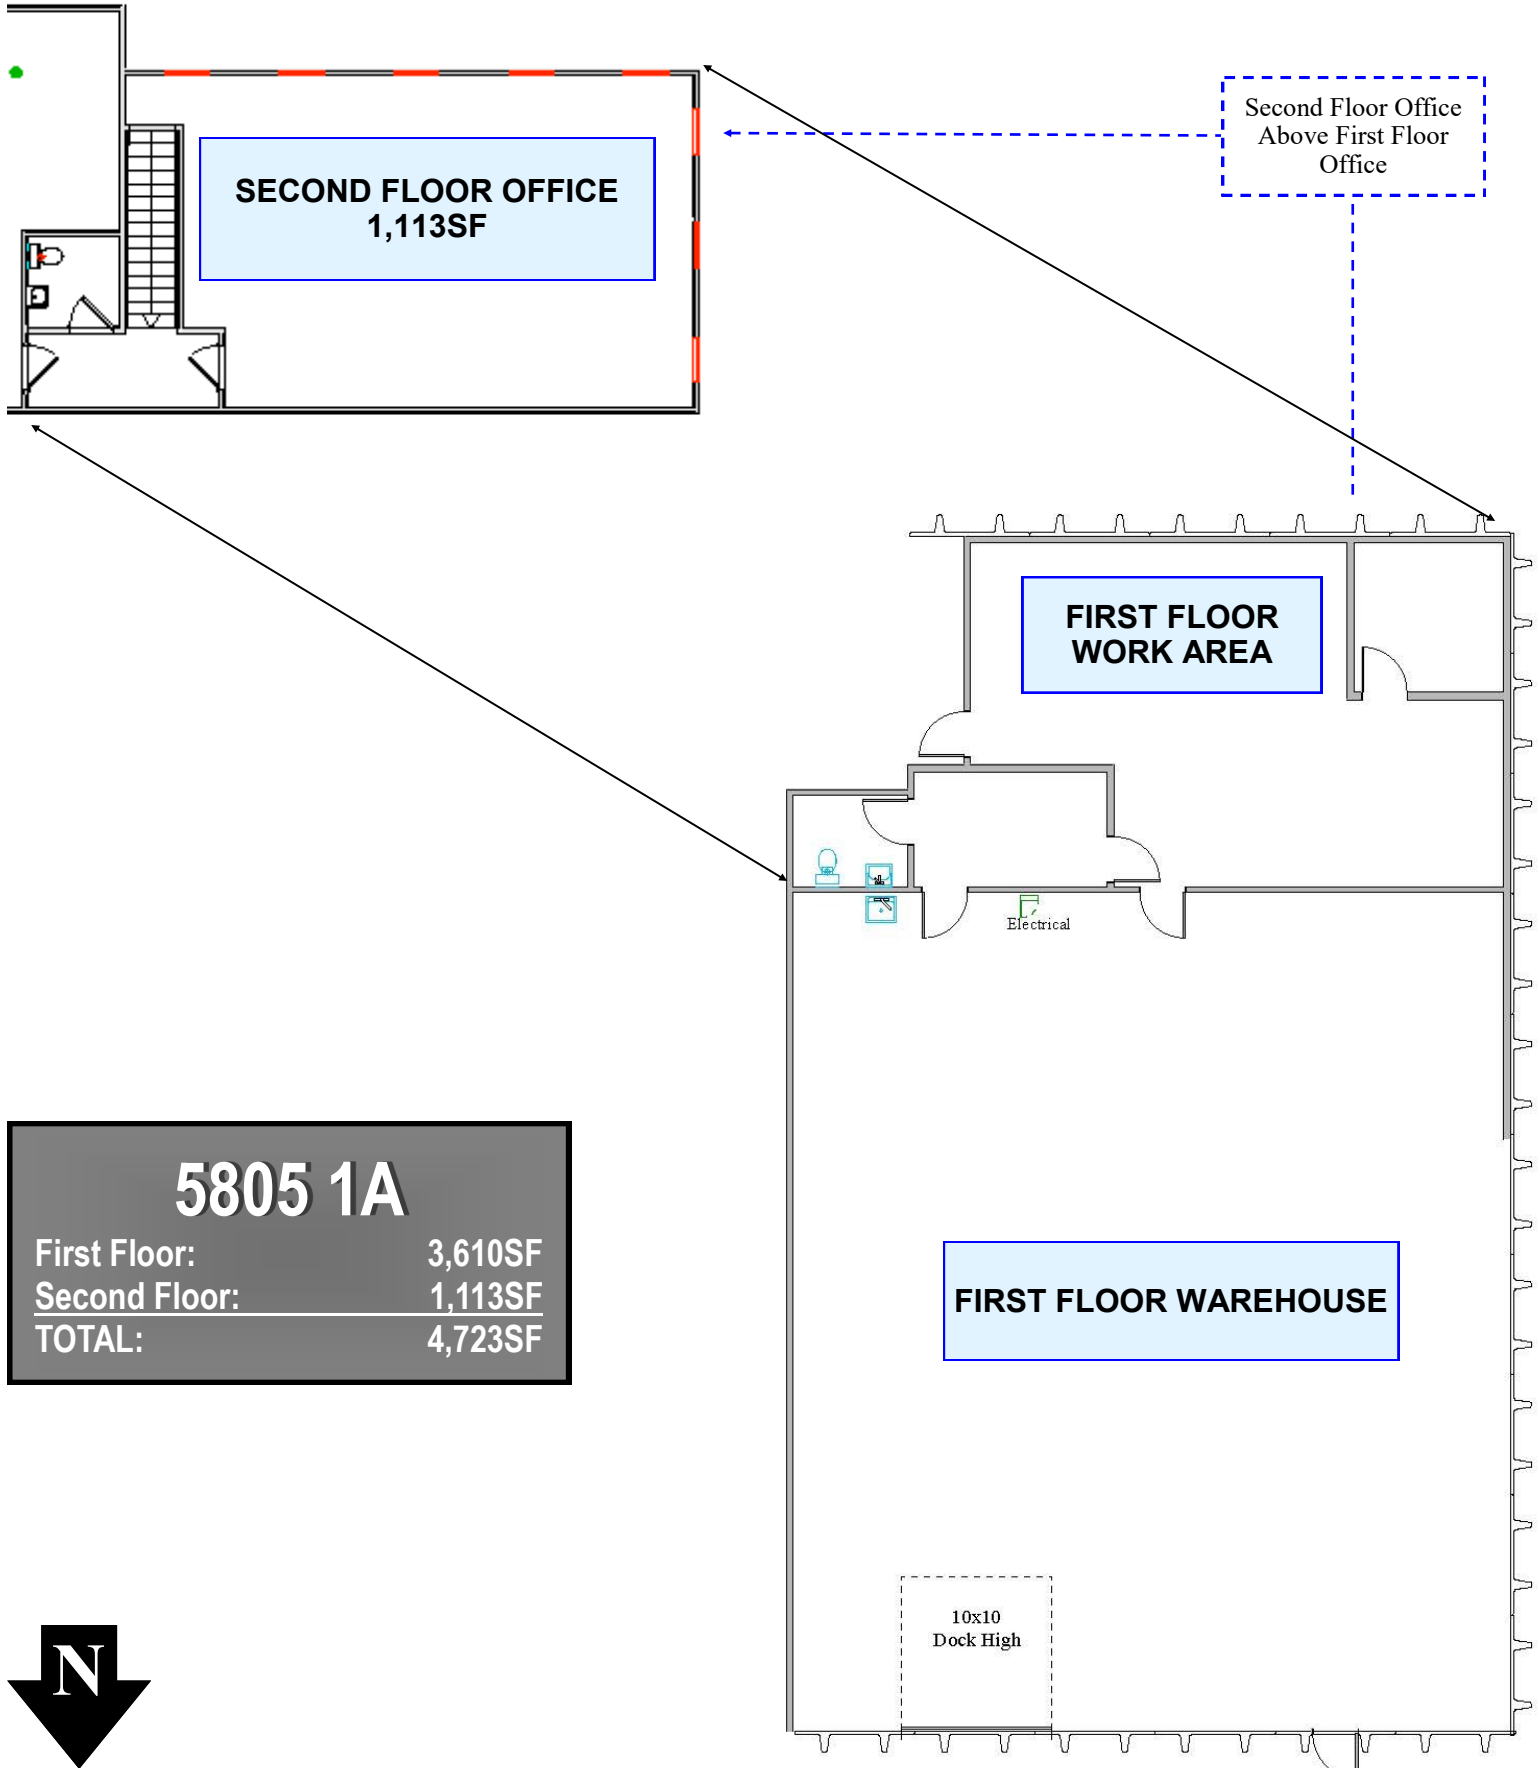 Second Floor Office
Above First Floor
Office
SECOND FLOOR OFFICE
1,113SF
FIRST FLOOR
WORK AREA
Electrical
5805 1A
First Floor: 3,610SF
Second Floor: 1,113SF
TOTAL: 4,723SF
FIRST FLOOR WAREHOUSE
10x10
Dock High
N